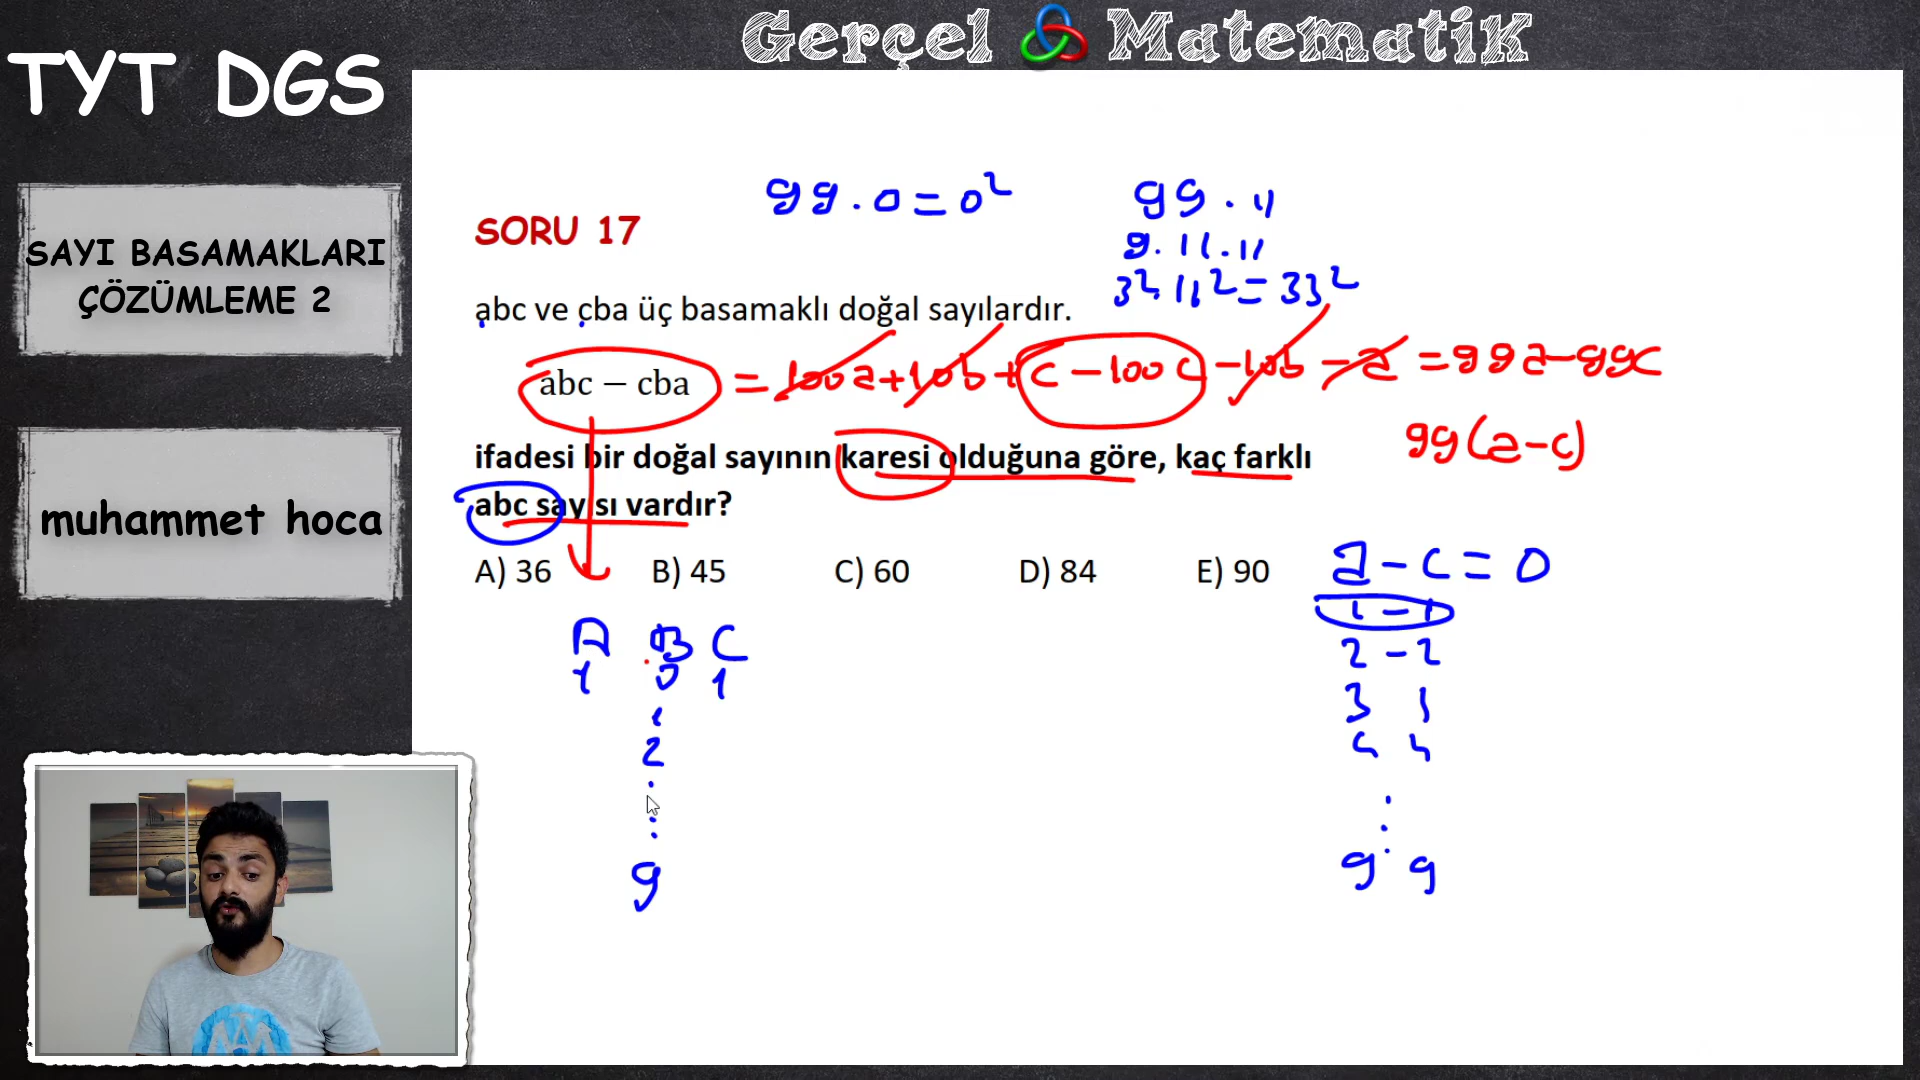 Gerçel Matematik
TYT DGS
SAYI BASAMAKLARI
ÇÖZÜMLEME 2
muhammet hoca
99.0=0²
99.11
9.11.11
3².11²=33²
SORU 17
abc ve cba üç basamaklı doğal sayılardır.
abc − cba = 100a+10b+c−100c−10b−a=99a−99c
99(a−c)
ifadesi bir doğal sayının karesi olduğuna göre, kaç farklı
abc sayısı vardır?
A) 36 B) 45 C) 60 D) 84 E) 90
a−c=0
1−1
2−2
3 1
4 4
:
.
9 9
A B C
1 0 1
1
2
.
:
9